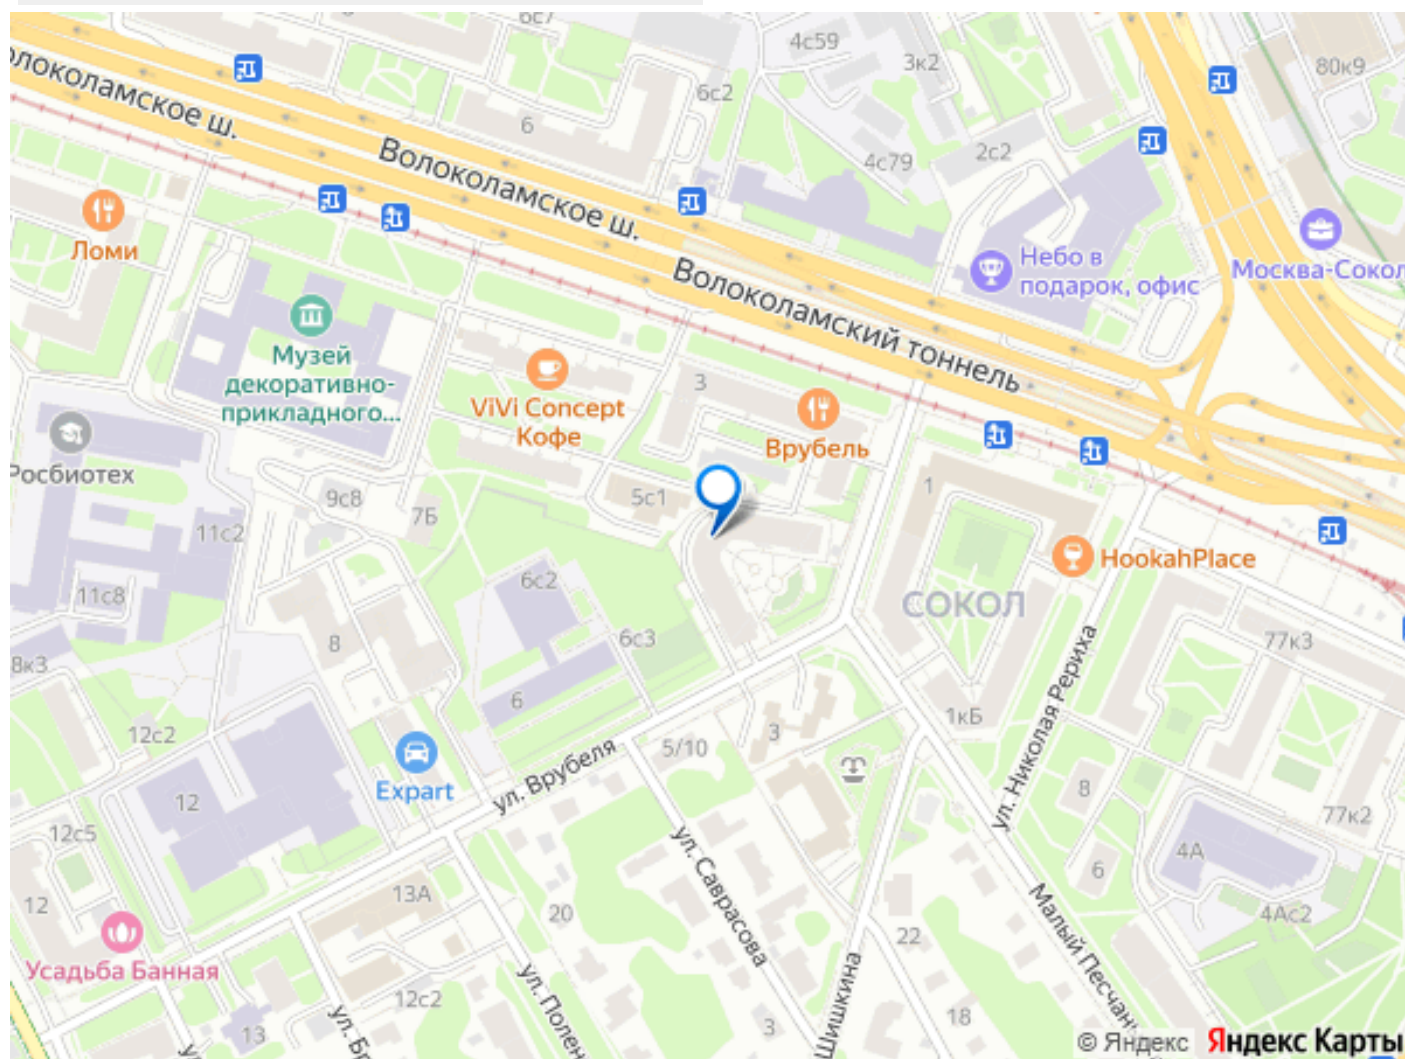 6с7
4с59
3к2
80к9
6с2
Волоколамское ш.
6
Волоколамское ш.
4с79
2с2
Ломи
Небо в
подарок, офис
Москва-Сокол
Волоколамский тоннель
Музей
декоративно-
прикладного...
ViVi Concept
Кофе
3
Врубель
Росбиотех
9с8
7Б
5с1
1
11с2
HookahPlace
6с2
11с8
СОКОЛ
8
6с3
77к3
8к3
ул. Николая Рериха
6
1кБ
12с2
3
5/10
ул. Врубеля
Expart
8
12
77к2
12с5
4А
ул. Саврасова
6
13А
12
20
Малый Песчан
4Ас2
22
Усадьба Банная
ул. Полен
Шишкина
12с2
18
13
3
© Яндекс Яндекс Карты